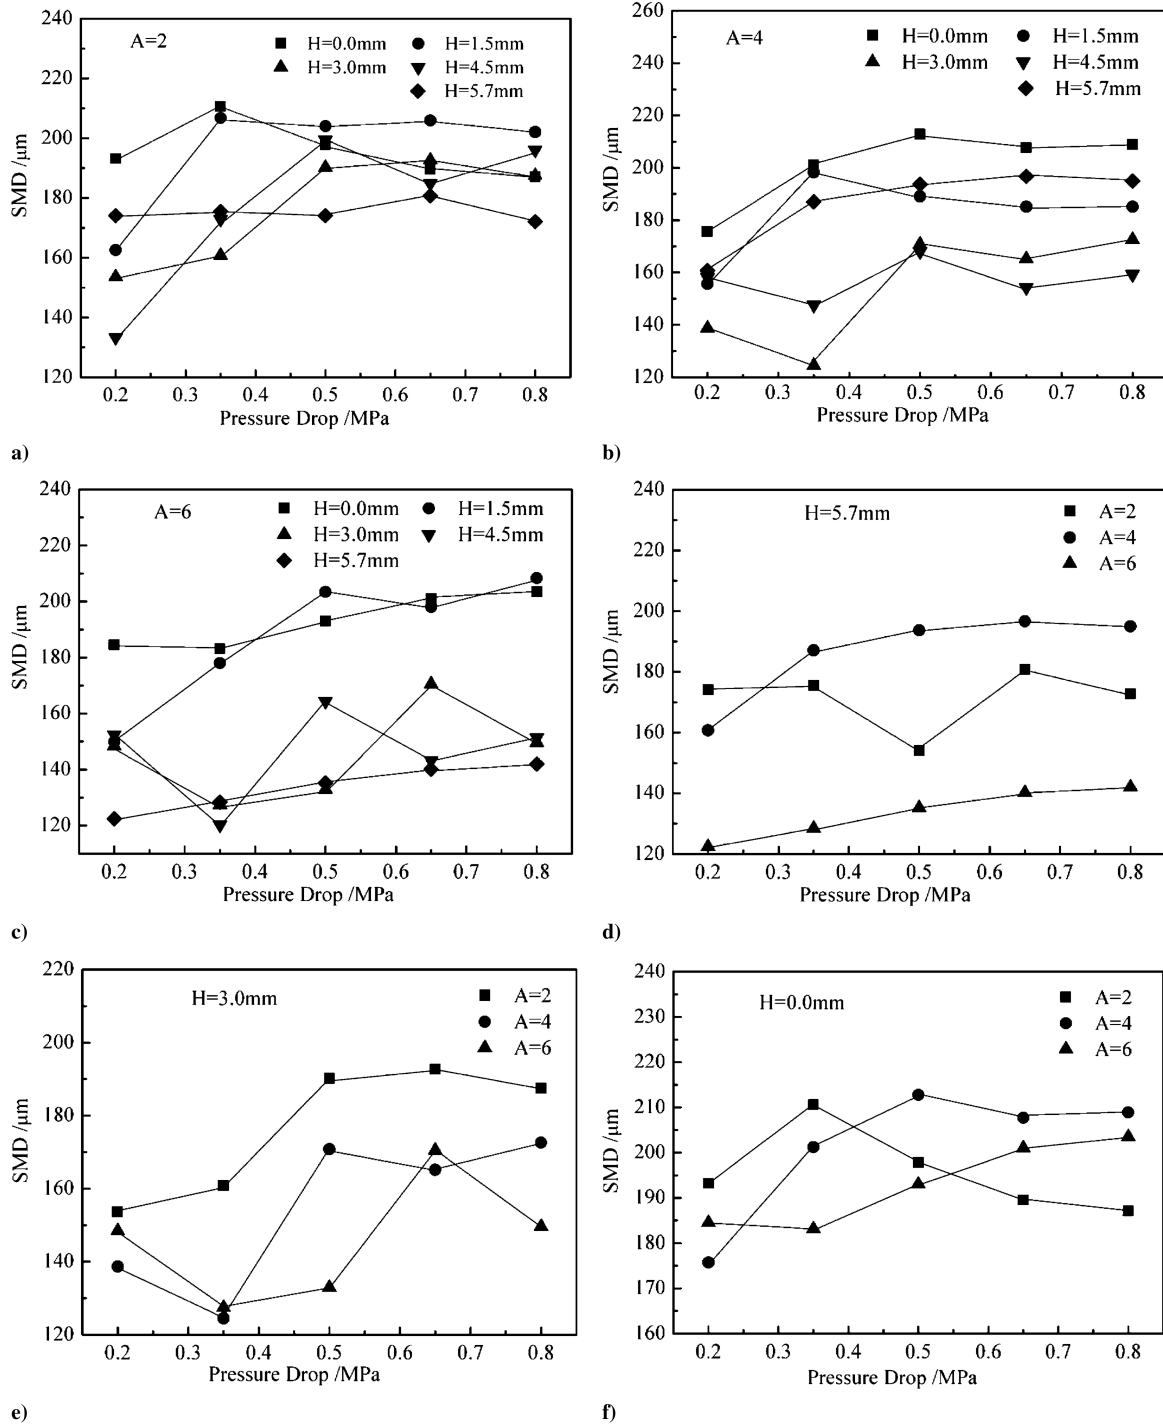 A=2
H=0.0mm H=1.5mm
H=3.0mm H=4.5mm
H=5.7mm
240
220
200
180
160
140
120
SMD /μm
0.2 0.3 0.4 0.5 0.6 0.7 0.8
Pressure Drop /MPa
a)
A=4
H=0.0mm H=1.5mm
H=3.0mm H=4.5mm
H=5.7mm
260
240
220
200
180
160
140
120
SMD /μm
0.2 0.3 0.4 0.5 0.6 0.7 0.8
Pressure Drop /MPa
b)
A=6
H=0.0mm H=1.5mm
H=3.0mm H=4.5mm
H=5.7mm
240
220
200
180
160
140
120
SMD /μm
0.2 0.3 0.4 0.5 0.6 0.7 0.8
Pressure Drop /MPa
c)
H=5.7mm
A=2
A=4
A=6
240
220
200
180
160
140
120
SMD /μm
0.2 0.3 0.4 0.5 0.6 0.7 0.8
Pressure Drop /MPa
d)
H=3.0mm
A=2
A=4
A=6
220
200
180
160
140
120
SMD /μm
0.2 0.3 0.4 0.5 0.6 0.7 0.8
Pressure Drop /MPa
e)
H=0.0mm
A=2
A=4
A=6
240
235
230
220
210
200
190
180
175
170
160
SMD /μm
0.2 0.3 0.4 0.5 0.6 0.7 0.8
Pressure Drop /MPa
f)